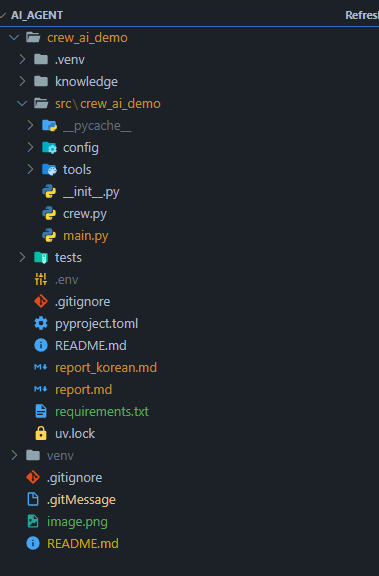 AI_AGENT Refres
crew_ai_demo
.venv
knowledge
src\crew_ai_demo
__pycache__
config
tools
__init__.py
crew.py
main.py
tests
.env
.gitignore
pyproject.toml
README.md
report_korean.md
report.md
requirements.txt
uv.lock
venv
.gitignore
.gitMessage
image.png
README.md